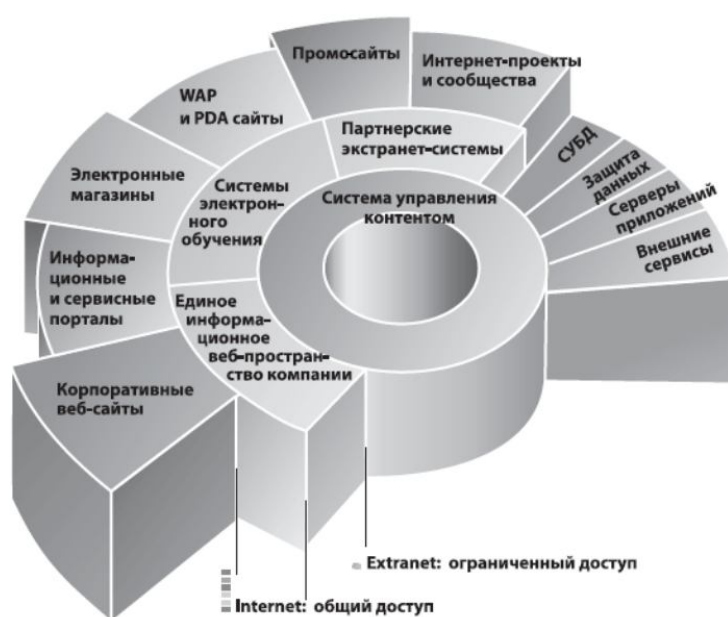 Промосайты
Интернет-проекты
и сообщества
WAP
и PDA сайты
Партнерские
экстранет-системы
СУБД
Защита
данных
Серверы
приложений
Внешние
сервисы
Электронные
магазины
Системы
электрон-
ного
обучения
Система управления
контентом
Информа-
ционные
и сервисные
порталы
Единое
информа-
ционное
веб-простран-
ство компании
Корпоративные
веб-сайты
Extranet: ограниченный доступ
Internet: общий доступ